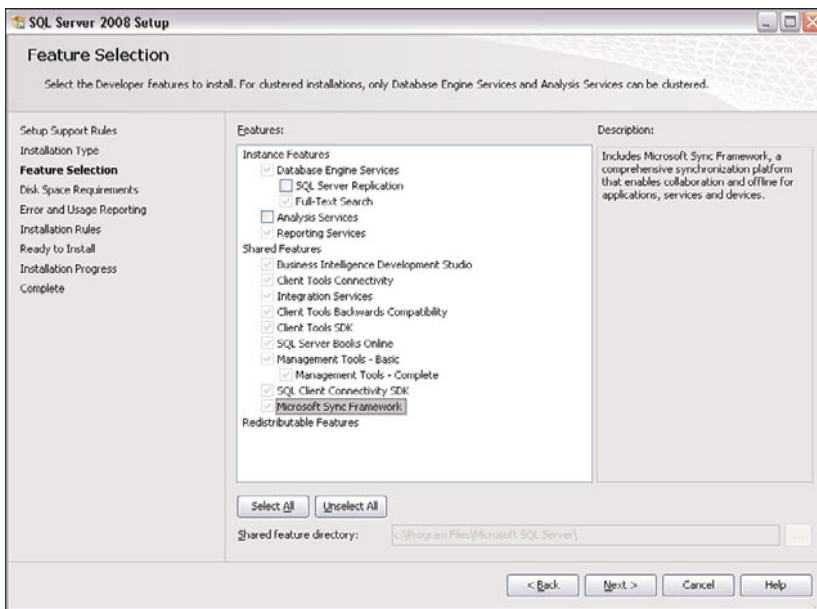 SQL Server 2008 Setup
Feature Selection
Select the Developer features to install. For clustered installations, only Database Engine Services and Analysis Services can be clustered.
Setup Support Rules
Installation Type
Feature Selection
Disk Space Requirements
Error and Usage Reporting
Installation Rules
Ready to Install
Installation Progress
Complete
Features:
Instance Features
Database Engine Services
SQL Server Replication
Full-Text Search
Analysis Services
Reporting Services
Shared Features
Business Intelligence Development Studio
Client Tools Connectivity
Integration Services
Client Tools Backwards Compatibility
Client Tools SDK
SQL Server Books Online
Management Tools - Basic
Management Tools - Complete
SQL Client Connectivity SDK
Microsoft Sync Framework
Redistributable Features
Description:
Includes Microsoft Sync Framework, a
comprehensive synchronization platform
that enables collaboration and offline for
applications, services and devices.
Select All
Unselect All
Shared feature directory:
c:\Program Files\Microsoft SQL Server\
...
< Back
Next >
Cancel
Help